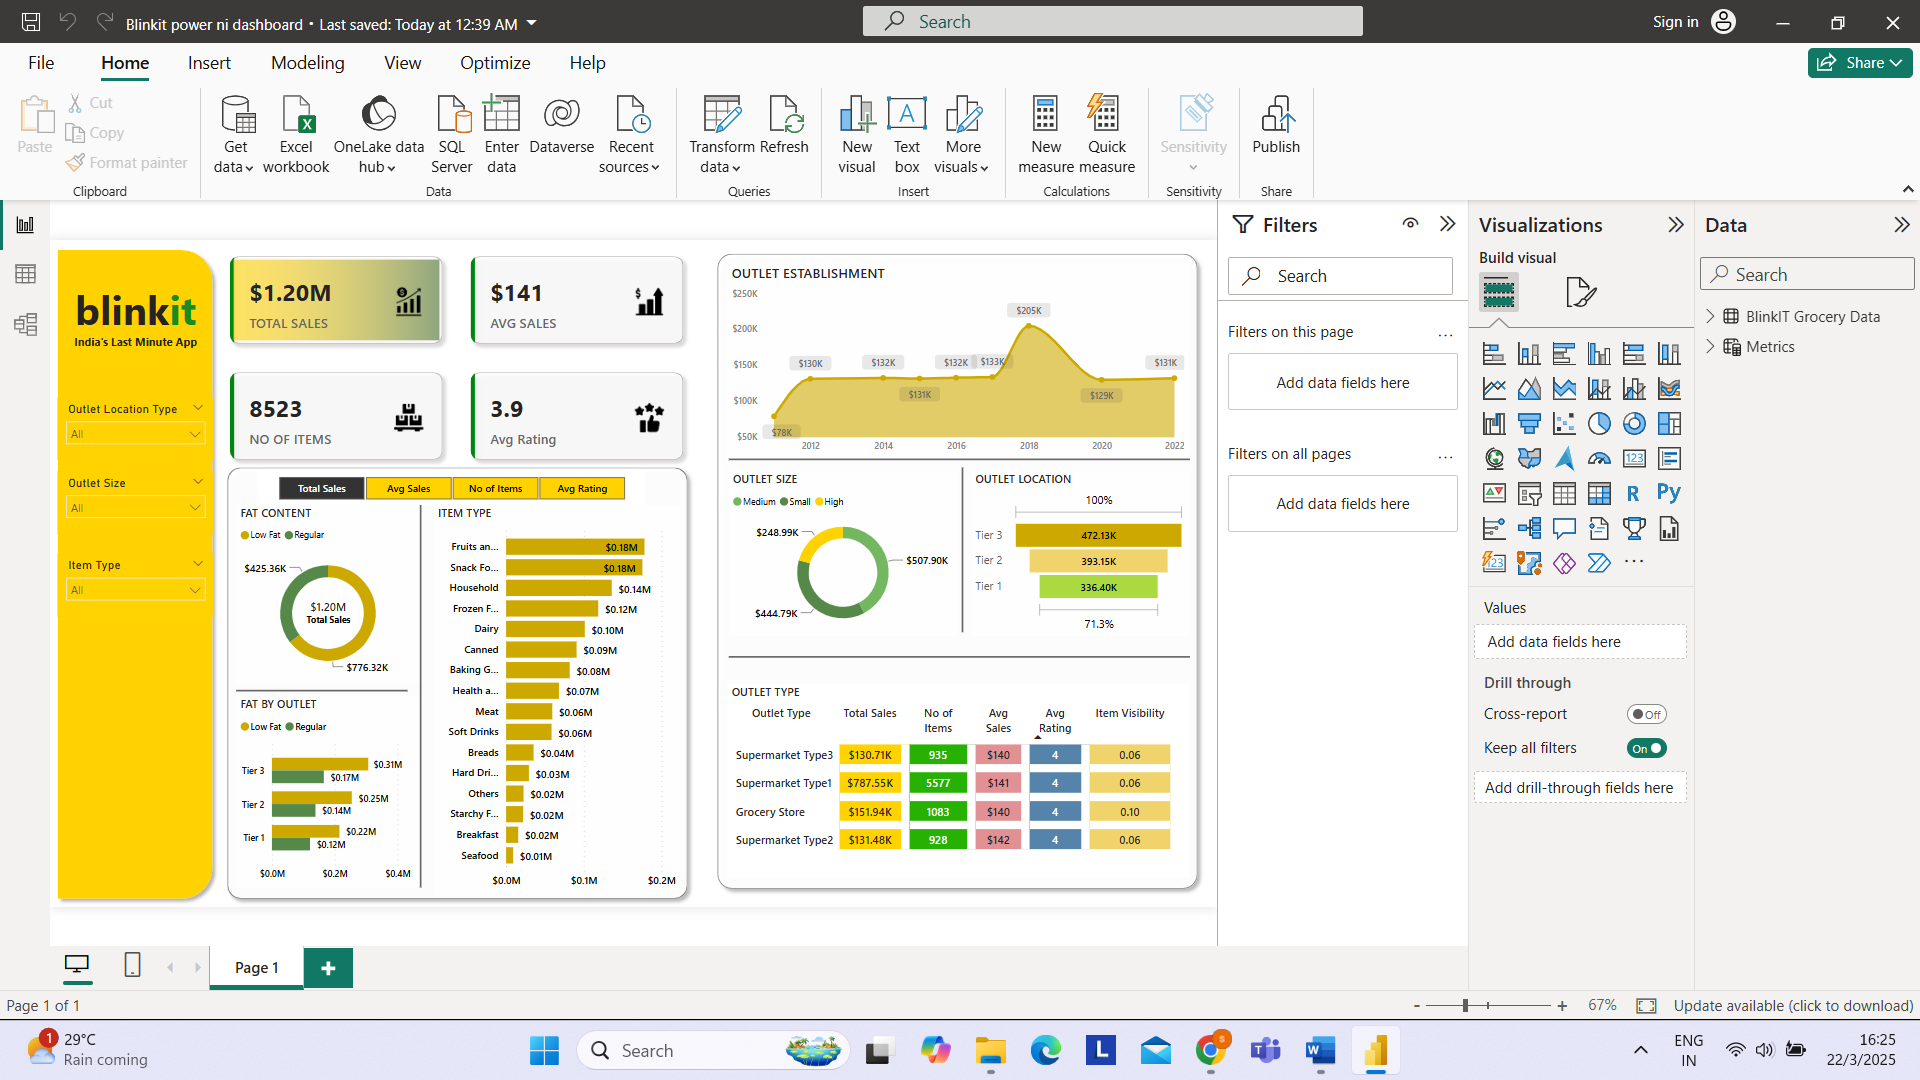 Blinkit power ni dashboard • Last saved: Today at 12:39 AM
Search
Sign in
File
Home
Insert
Modeling
View
Optimize
Help
Share
Paste
Cut
Copy
Format painter
Clipboard
Get data
Excel workbook
OneLake data hub
SQL Server
Enter data
Dataverse
Recent sources
Data
Transform data
Refresh
Queries
New visual
Text box
More visuals
Insert
New measure
Quick measure
Calculations
Sensitivity
Sensitivity
Publish
Share
blinkit
India's Last Minute App
Outlet Location Type
All
Outlet Size
All
Item Type
All
$1.20M
TOTAL SALES
$141
AVG SALES
8523
NO OF ITEMS
3.9
Avg Rating
Total Sales
Avg Sales
No of Items
Avg Rating
FAT CONTENT
Low Fat Regular
$425.36K
$1.20M
Total Sales
$776.32K
FAT BY OUTLET
Low Fat Regular
Tier 3 $0.31M
$0.17M
Tier 2 $0.25M
$0.14M
Tier 1 $0.22M
$0.12M
$0.0M $0.2M $0.4M
ITEM TYPE
Fruits an... $0.18M
Snack Fo... $0.18M
Household $0.14M
Frozen F... $0.12M
Dairy $0.10M
Canned $0.09M
Baking G... $0.08M
Health a... $0.07M
Meat $0.06M
Soft Drinks $0.06M
Breads $0.04M
Hard Dri... $0.03M
Others $0.02M
Starchy F... $0.02M
Breakfast $0.02M
Seafood $0.01M
$0.0M $0.1M $0.2M
OUTLET ESTABLISHMENT
$250K
$200K
$150K
$100K
$50K
$78K
$130K
$132K
$131K
$132K
$133K
$205K
$129K
$131K
2012 2014 2016 2018 2020 2022
OUTLET SIZE
Medium Small High
$248.99K
$507.90K
$444.79K
OUTLET LOCATION
100%
Tier 3 472.13K
Tier 2 393.15K
Tier 1 336.40K
71.3%
OUTLET TYPE
Outlet Type Total Sales No of Items Avg Sales Avg Rating Item Visibility
Supermarket Type3 $130.71K 935 $140 4 0.06
Supermarket Type1 $787.55K 5577 $141 4 0.06
Grocery Store $151.94K 1083 $140 4 0.10
Supermarket Type2 $131.48K 928 $142 4 0.06
Filters
Search
Filters on this page
...
Add data fields here
Filters on all pages
...
Add data fields here
Visualizations
Build visual
123
R
Py
123
...
Values
Add data fields here
Drill through
Cross-report Off
Keep all filters On
Add drill-through fields here
Data
Search
BlinkIT Grocery Data
Metrics
Page 1
Page 1 of 1
- + 67%
Update available (click to download)
1
29°C
Rain coming
Search
L
W
ENG
IN
16:25
22/3/2025